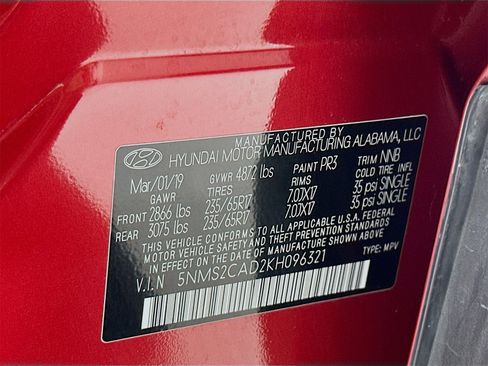 MANUFACTURED BY
HYUNDAI MOTOR MANUFACTURING ALABAMA, LLC
Mar/01/19 GVWR 4872 lbs PAINT PR3 TRIM NNB
GAWR TIRES RIMS COLD TIRE INFL
FRONT 2866 lbs 235/65R17 7.0JX17 35 psi SINGLE
REAR 3075 lbs 235/65R17 7.0JX17 35 psi SINGLE
THIS VEHICLE CONFORMS TO ALL APPLICABLE U.S.A. FEDERAL
MOTOR VEHICLE SAFETY AND THEFT PREVENTION STANDARDS
IN EFFECT ON THE DATE OF MANUFACTURE SHOWN ABOVE.
V.I.N 5NMS2CAD2KH096321 TYPE: MPV